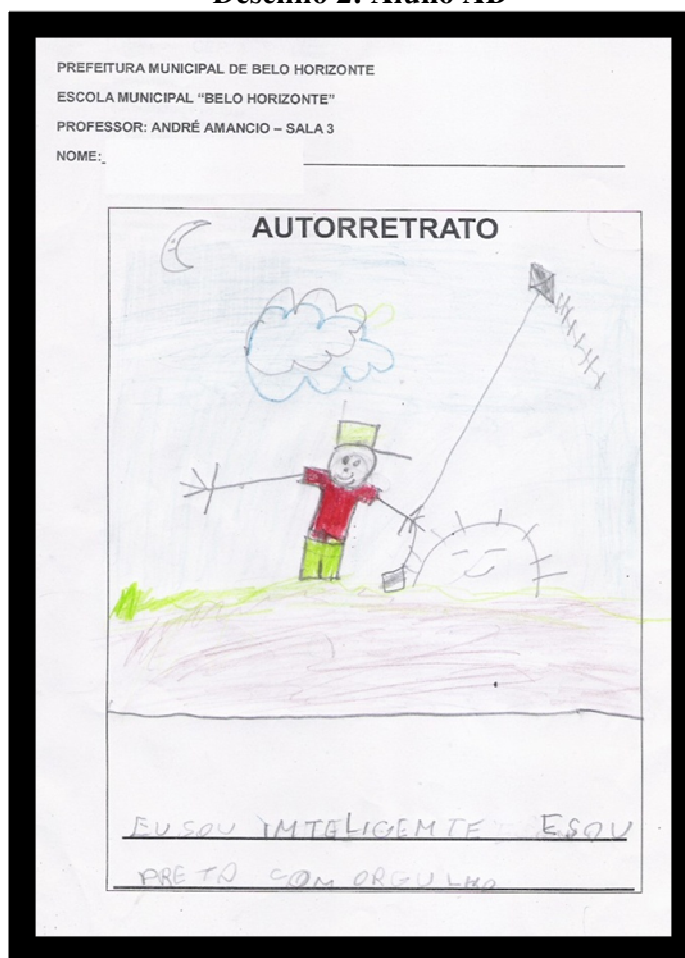 Desenho 2: Aluno AB
PREFEITURA MUNICIPAL DE BELO HORIZONTE
ESCOLA MUNICIPAL “BELO HORIZONTE”
PROFESSOR: ANDRÉ AMANCIO – SALA 3
NOME:
AUTORRETRATO
EU SOU IMTELIGEMTE ESOU
PRETO COM ORGULHO